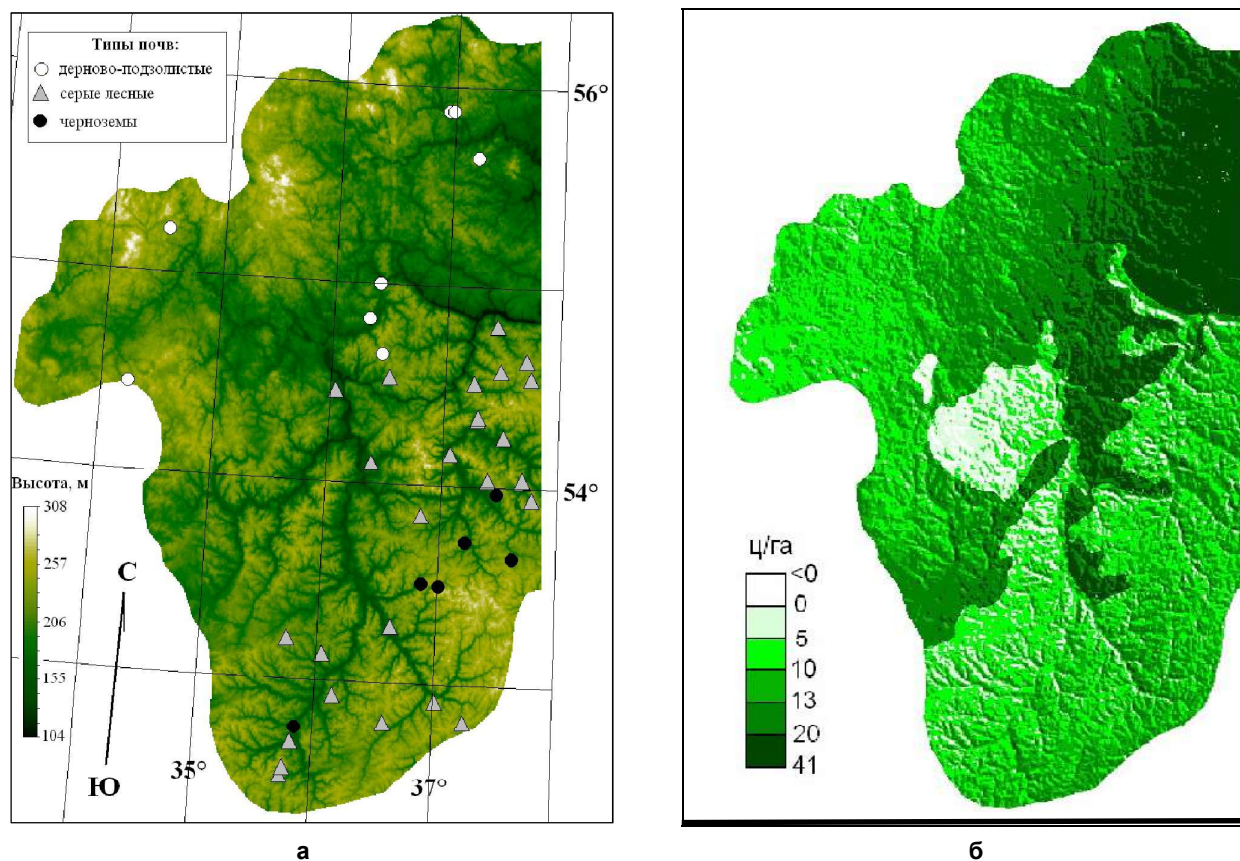 Типы почв:
дерново-подзолистые
серые лесные
черноземы
56°
54°
Высота, м
308
257
206
155
104
С
Ю
35°
37°
ц/га
<0
0
5
10
13
20
41
а
б